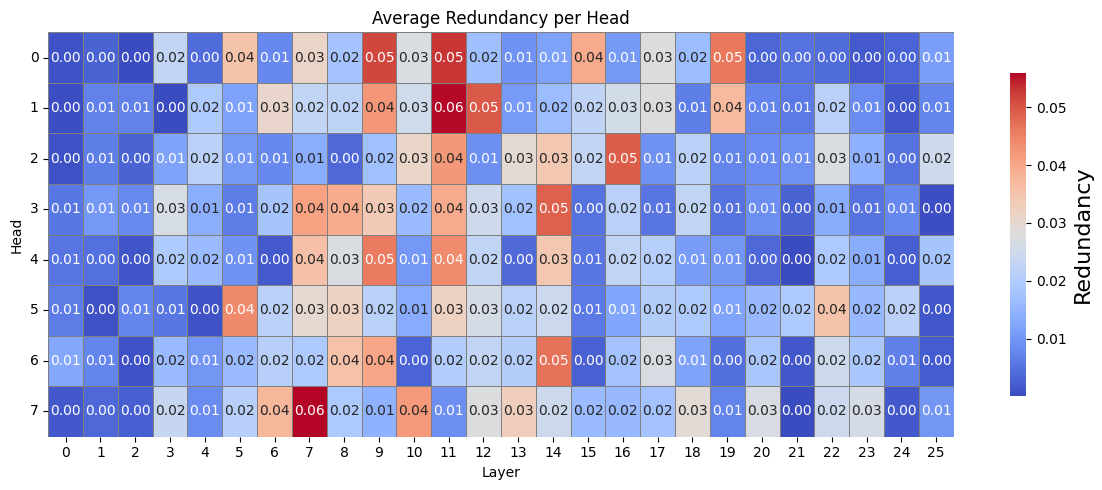 Average Redundancy per Head
0 0.00 0.00 0.00 0.02 0.00 0.04 0.01 0.03 0.02 0.05 0.03 0.05 0.02 0.01 0.01 0.04 0.01 0.03 0.02 0.05 0.00 0.00 0.00 0.00 0.00 0.01
1 0.00 0.01 0.01 0.00 0.02 0.01 0.03 0.02 0.02 0.04 0.03 0.06 0.05 0.01 0.02 0.02 0.03 0.03 0.01 0.04 0.01 0.01 0.02 0.01 0.00 0.01
2 0.00 0.01 0.00 0.01 0.02 0.01 0.01 0.01 0.00 0.02 0.03 0.04 0.01 0.03 0.03 0.02 0.05 0.01 0.02 0.01 0.01 0.01 0.03 0.01 0.00 0.02
3 0.01 0.01 0.01 0.03 0.01 0.01 0.02 0.04 0.04 0.03 0.02 0.04 0.03 0.02 0.05 0.00 0.02 0.01 0.02 0.01 0.01 0.00 0.01 0.01 0.01 0.00
4 0.01 0.01 0.00 0.02 0.02 0.01 0.00 0.04 0.03 0.05 0.01 0.04 0.02 0.00 0.03 0.01 0.02 0.02 0.01 0.01 0.00 0.00 0.02 0.01 0.00 0.02
5 0.01 0.00 0.01 0.01 0.00 0.04 0.02 0.03 0.03 0.02 0.01 0.03 0.03 0.02 0.02 0.01 0.01 0.02 0.02 0.01 0.02 0.02 0.04 0.02 0.02 0.00
6 0.01 0.01 0.00 0.02 0.01 0.02 0.02 0.02 0.04 0.04 0.00 0.02 0.02 0.02 0.05 0.00 0.02 0.03 0.01 0.00 0.02 0.00 0.02 0.02 0.01 0.00
7 0.00 0.00 0.00 0.02 0.01 0.02 0.04 0.06 0.02 0.01 0.04 0.01 0.03 0.03 0.02 0.02 0.02 0.02 0.03 0.01 0.03 0.00 0.02 0.03 0.00 0.01
0 1 2 3 4 5 6 7 8 9 10 11 12 13 14 15 16 17 18 19 20 21 22 23 24 25
Layer
Head
0.05
0.04
0.03
0.02
0.01
Redundancy